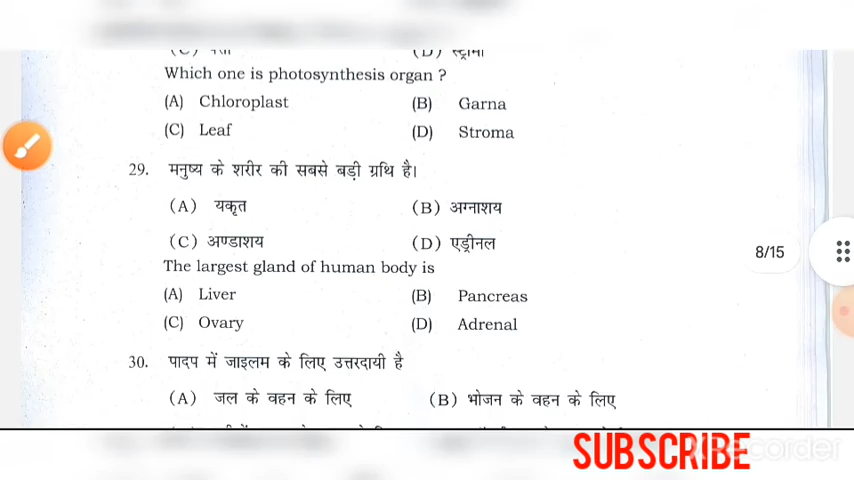 (C) पत्ती (D) स्ट्रोमा
Which one is photosynthesis organ ?
(A) Chloroplast (B) Garna
(C) Leaf (D) Stroma
29. मनुष्य के शरीर की सबसे बड़ी ग्रथि है।
(A) यकृत (B) अग्नाशय
(C) अण्डाशय (D) एड्रीनल
The largest gland of human body is
(A) Liver (B) Pancreas
(C) Ovary (D) Adrenal
8/15
30. पादप में जाइलम के लिए उत्तरदायी है
(A) जल के वहन के लिए (B) भोजन के वहन के लिए
SUBSCRIBE
Recorder